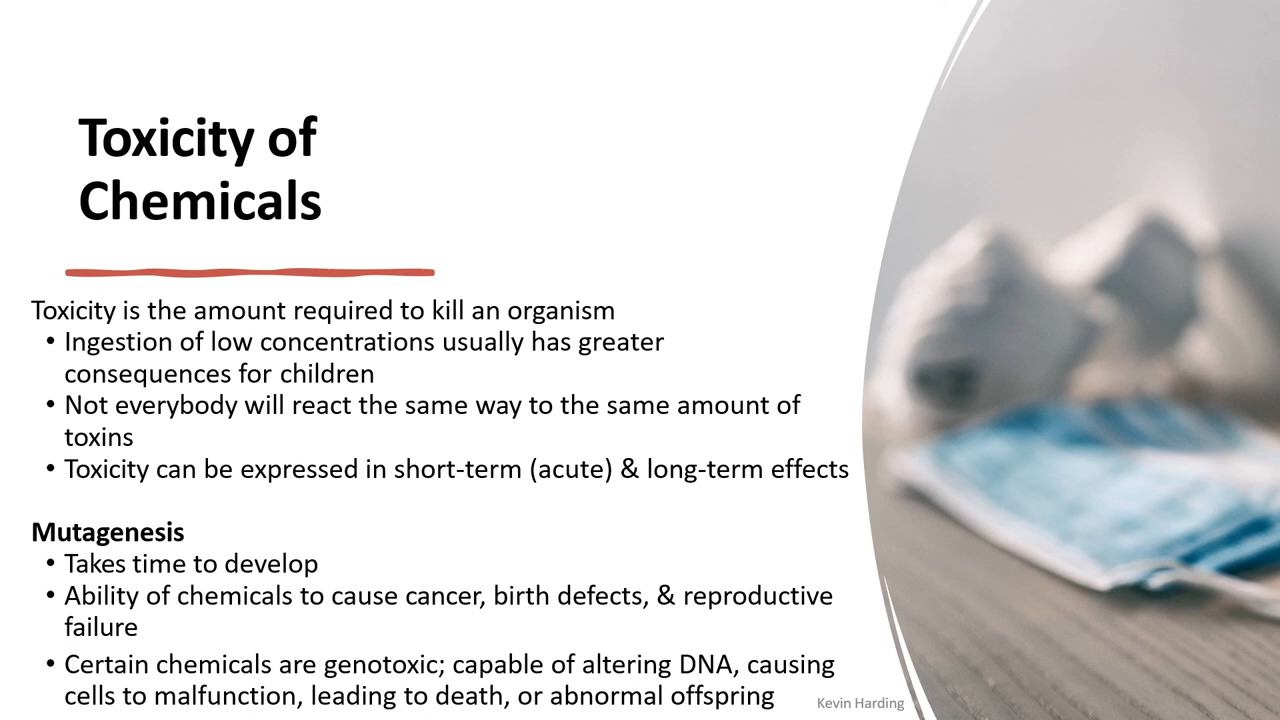 Toxicity of
Chemicals
Toxicity is the amount required to kill an organism
• Ingestion of low concentrations usually has greater
consequences for children
• Not everybody will react the same way to the same amount of
toxins
• Toxicity can be expressed in short-term (acute) & long-term effects
Mutagenesis
• Takes time to develop
• Ability of chemicals to cause cancer, birth defects, & reproductive
failure
• Certain chemicals are genotoxic; capable of altering DNA, causing
cells to malfunction, leading to death, or abnormal offspring
Kevin Harding